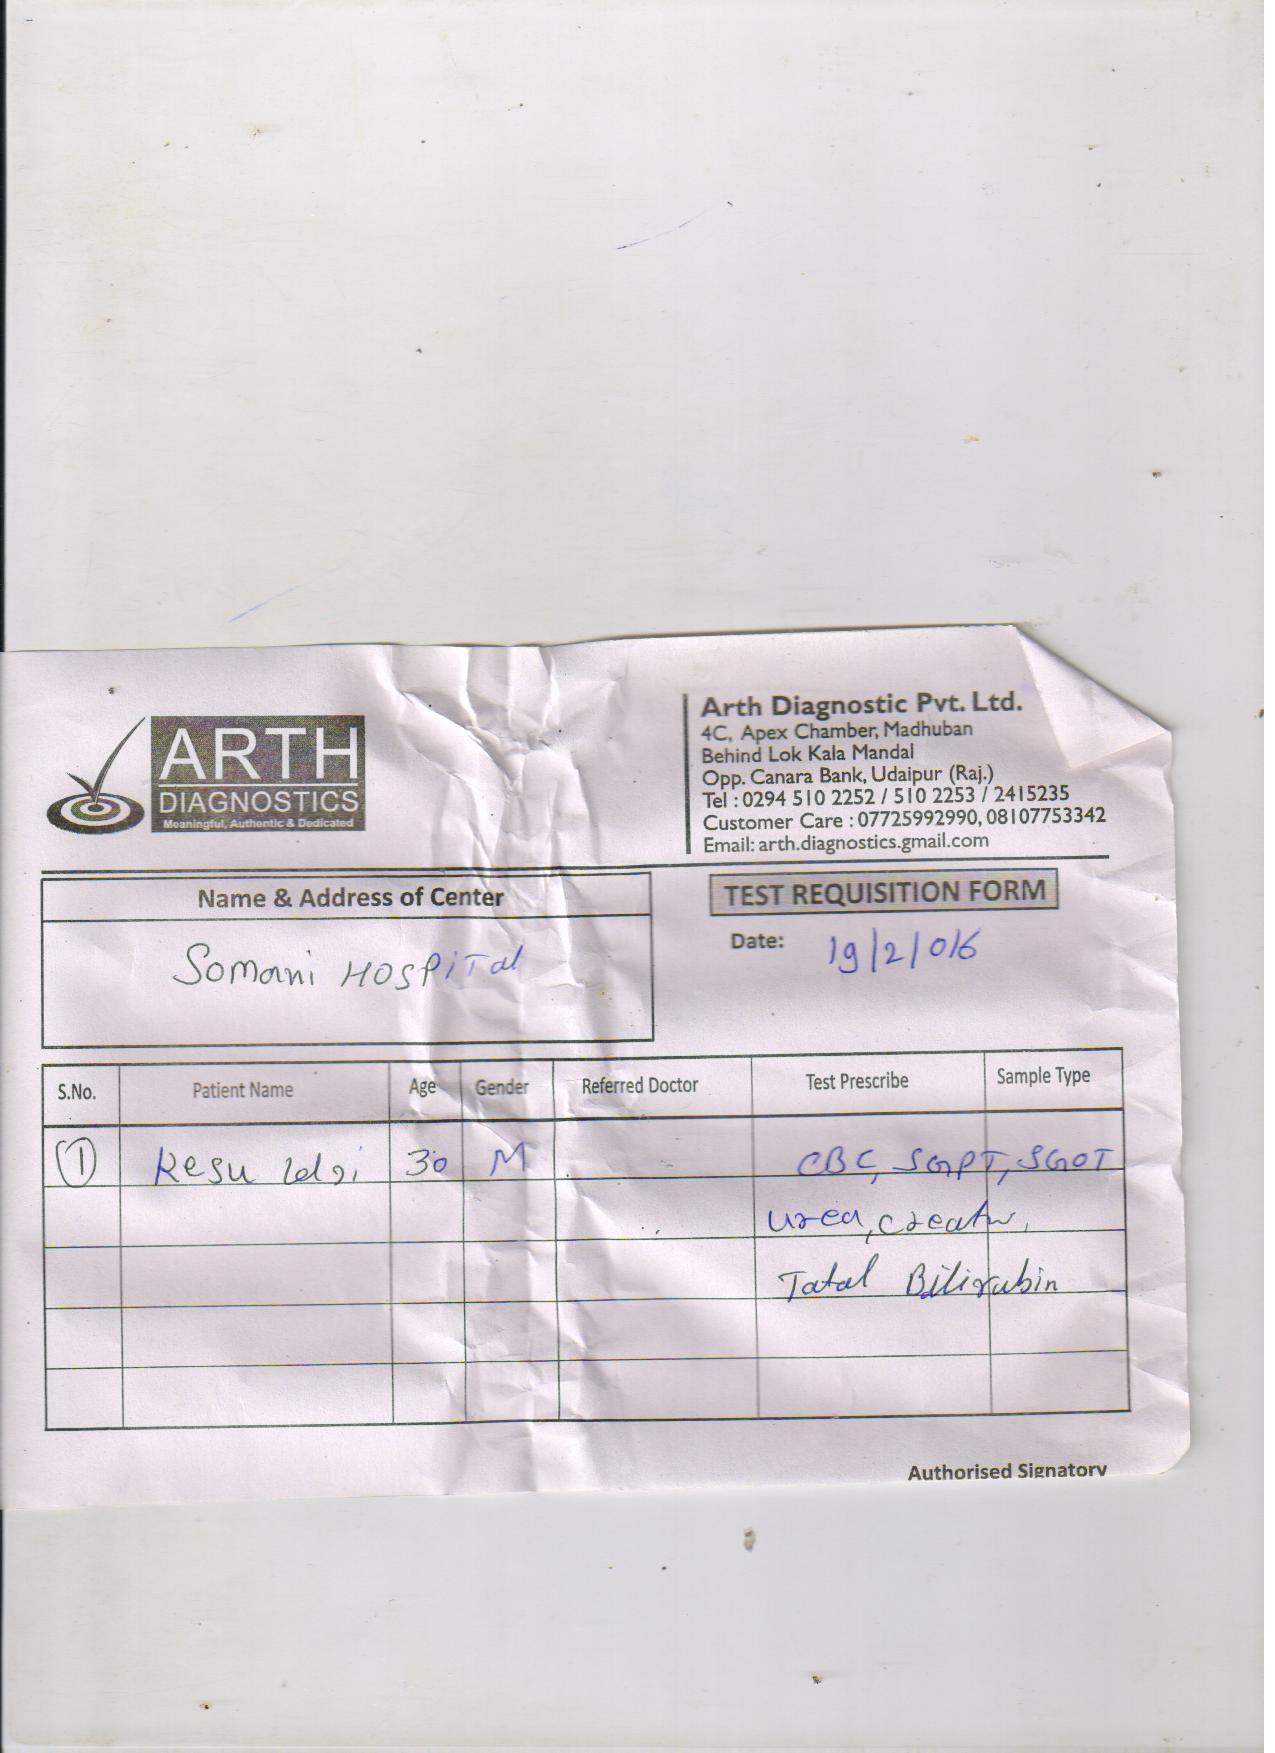 ARTH
DIAGNOSTICS
Meaningful, Authentic & Dedicated
Arth Diagnostic Pvt. Ltd.
4C, Apex Chamber, Madhuban
Behind Lok Kala Mandal
Opp. Canara Bank, Udaipur (Raj.)
Tel : 0294 510 2252 / 510 2253 / 2415235
Customer Care : 07725992990, 08107753342
Email: arth.diagnostics.gmail.com
Name & Address of Center
Somani HOSPITal
TEST REQUISITION FORM
Date: 19/2/016
S.No. Patient Name Age Gender Referred Doctor Test Prescribe Sample Type
1 Kesu 30 M CBC, SGPT, SGOT
urea,
Total Bilirubin
Authorised Signatory